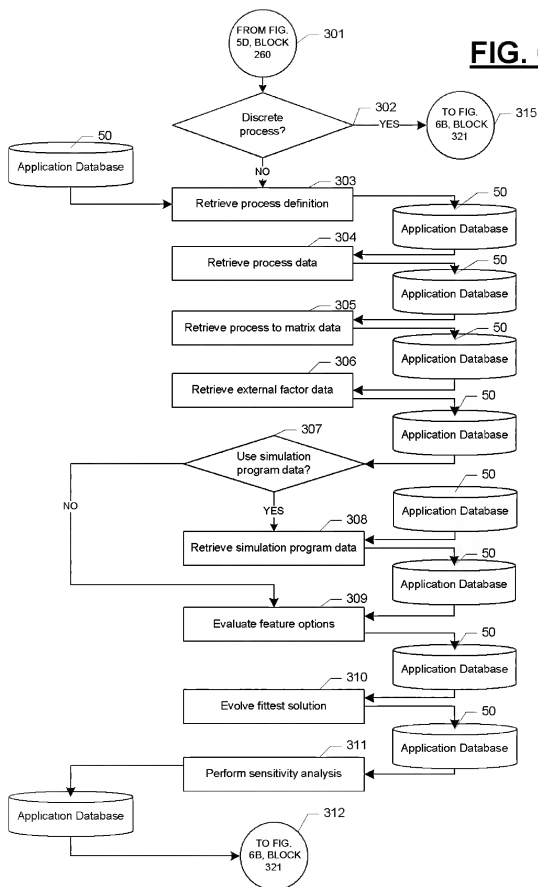 FROM FIG.
5D, BLOCK
260
301
FIG.
Discrete
process?
302
YES
TO FIG.
6B, BLOCK
321
315
50
Application Database
NO
303
Retrieve process definition
50
Application Database
304
Retrieve process data
50
Application Database
305
Retrieve process to matrix data
50
Application Database
306
Retrieve external factor data
50
Application Database
307
Use simulation
program data?
NO
YES
50
Application Database
308
Retrieve simulation program data
50
Application Database
309
Evaluate feature options
50
Application Database
310
Evolve fittest solution
50
Application Database
311
Perform sensitivity analysis
Application Database
312
TO FIG.
6B, BLOCK
321